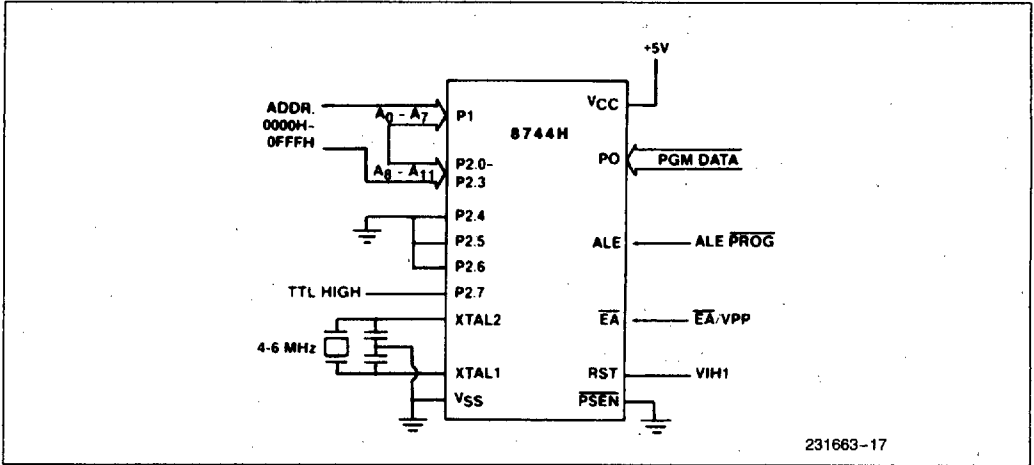 +5V
ADDR.
0000H-
0FFFH
A0 - A7
P1
A8 - A11
P2.0-
P2.3
P2.4
P2.5
P2.6
TTL HIGH
P2.7
XTAL2
4-6 MHz
XTAL1
VSS
8744H
VCC
PO
PGM DATA
ALE
ALE PROG
EA
EA/VPP
RST
VIH1
PSEN
231663-17